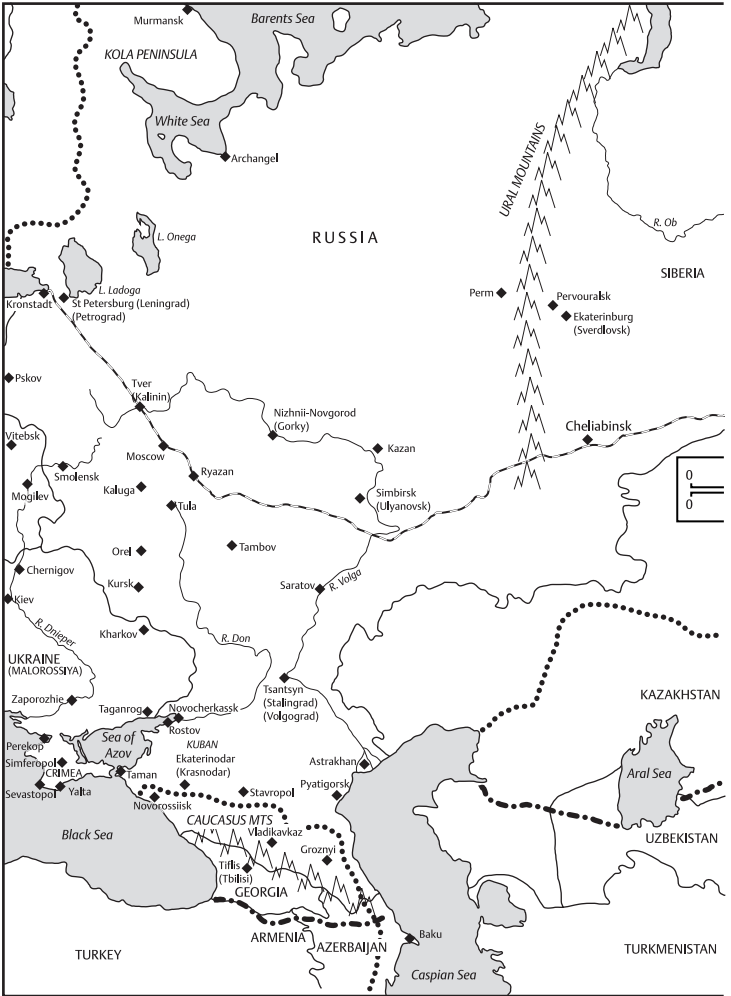 Murmansk
Barents Sea
KOLA PENINSULA
White Sea
Archangel
URAL MOUNTAINS
R. Ob
L. Onega
RUSSIA
SIBERIA
L. Ladoga
Kronstadt
St Petersburg (Leningrad)
(Petrograd)
Perm
Pervouralsk
Ekaterinburg
(Sverdlovsk)
Pskov
Tver
(Kalinin)
Nizhnii-Novgorod
(Gorky)
Cheliabinsk
Vitebsk
Moscow
Kazan
Smolensk
Ryazan
Mogilev
Kaluga
Simbirsk
(Ulyanovsk)
0
0
Tula
Orel
Tambov
Chernigov
Kursk
Saratov
R. Volga
Kiev
R. Dnieper
Kharkov
R. Don
UKRAINE
(MALOROSSIYA)
Tsantsyn
(Stalingrad)
(Volgograd)
Zaporozhie
KAZAKHSTAN
Taganrog
Novocherkassk
Rostov
Sea of
Azov
KUBAN
Perekop
Ekaterinodar
(Krasnodar)
Simferopol
Astrakhan
CRIMEA
Taman
Aral Sea
Sevastopol
Yalta
Stavropol
Pyatigorsk
Novorossiisk
CAUCASUS MTS
Black Sea
Vladikavkaz
UZBEKISTAN
Groznyi
Tiflis
(Tbilisi)
GEORGIA
ARMENIA
AZERBAIJAN
Baku
TURKEY
TURKMENISTAN
Caspian Sea